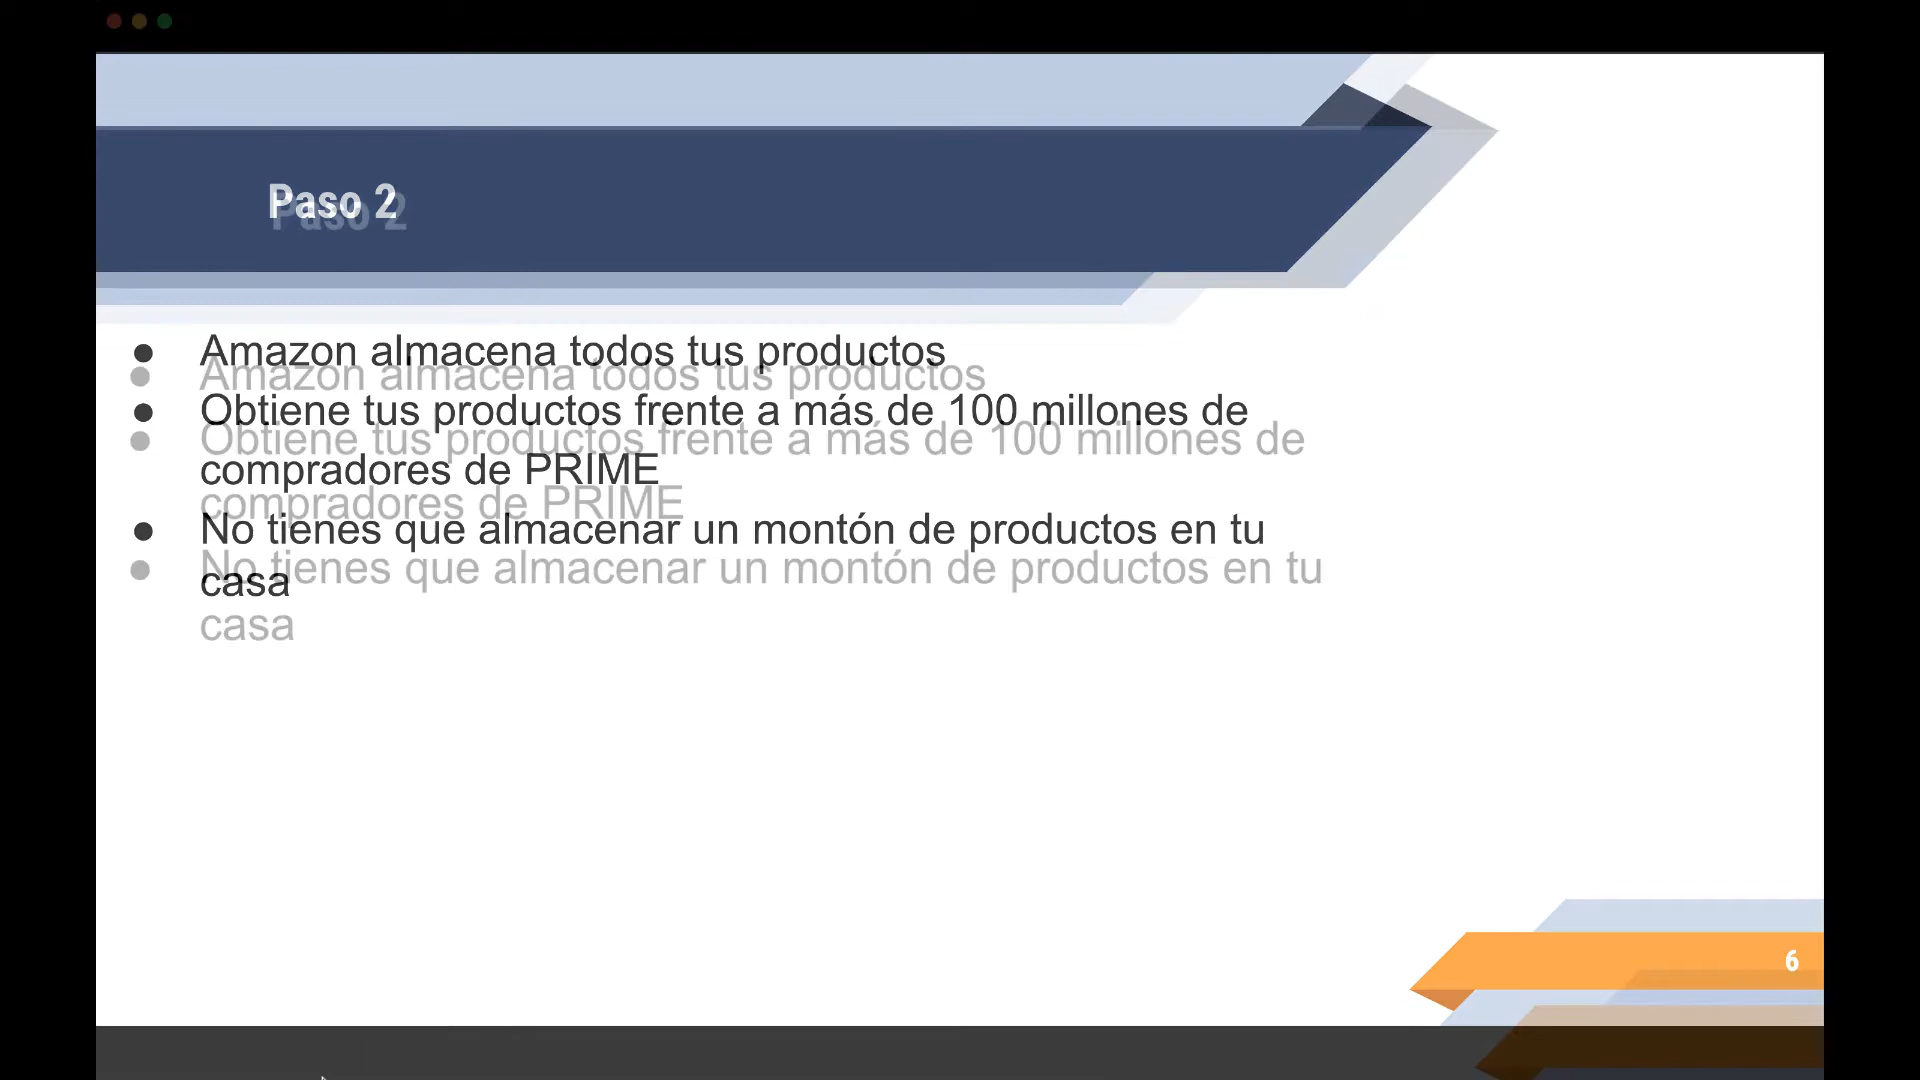 Paso 2
● Amazon almacena todos tus productos
● Obtiene tus productos frente a más de 100 millones de
compradores de PRIME
● No tienes que almacenar un montón de productos en tu
casa
6